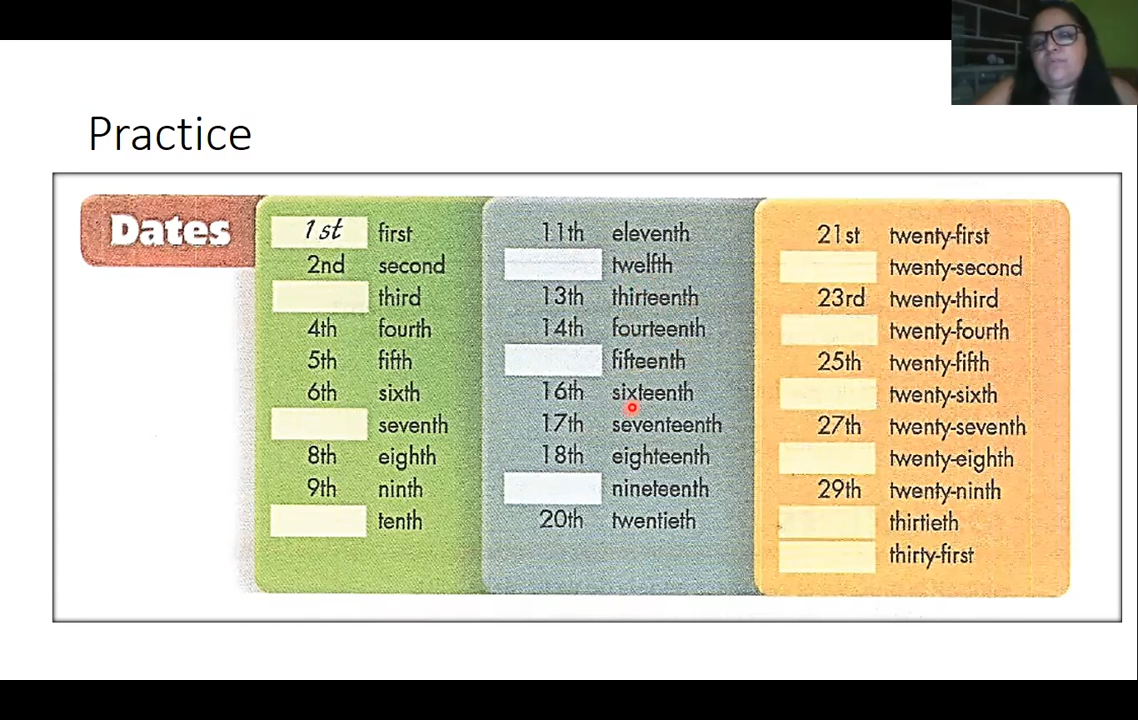 Practice
Dates
1st first
2nd second
third
4th fourth
5th fifth
6th sixth
seventh
8th eighth
9th ninth
tenth
11th eleventh
twelfth
13th thirteenth
14th fourteenth
fifteenth
16th sixteenth
17th seventeenth
18th eighteenth
nineteenth
20th twentieth
21st twenty-first
twenty-second
23rd twenty-third
twenty-fourth
25th twenty-fifth
twenty-sixth
27th twenty-seventh
twenty-eighth
29th twenty-ninth
thirtieth
thirty-first